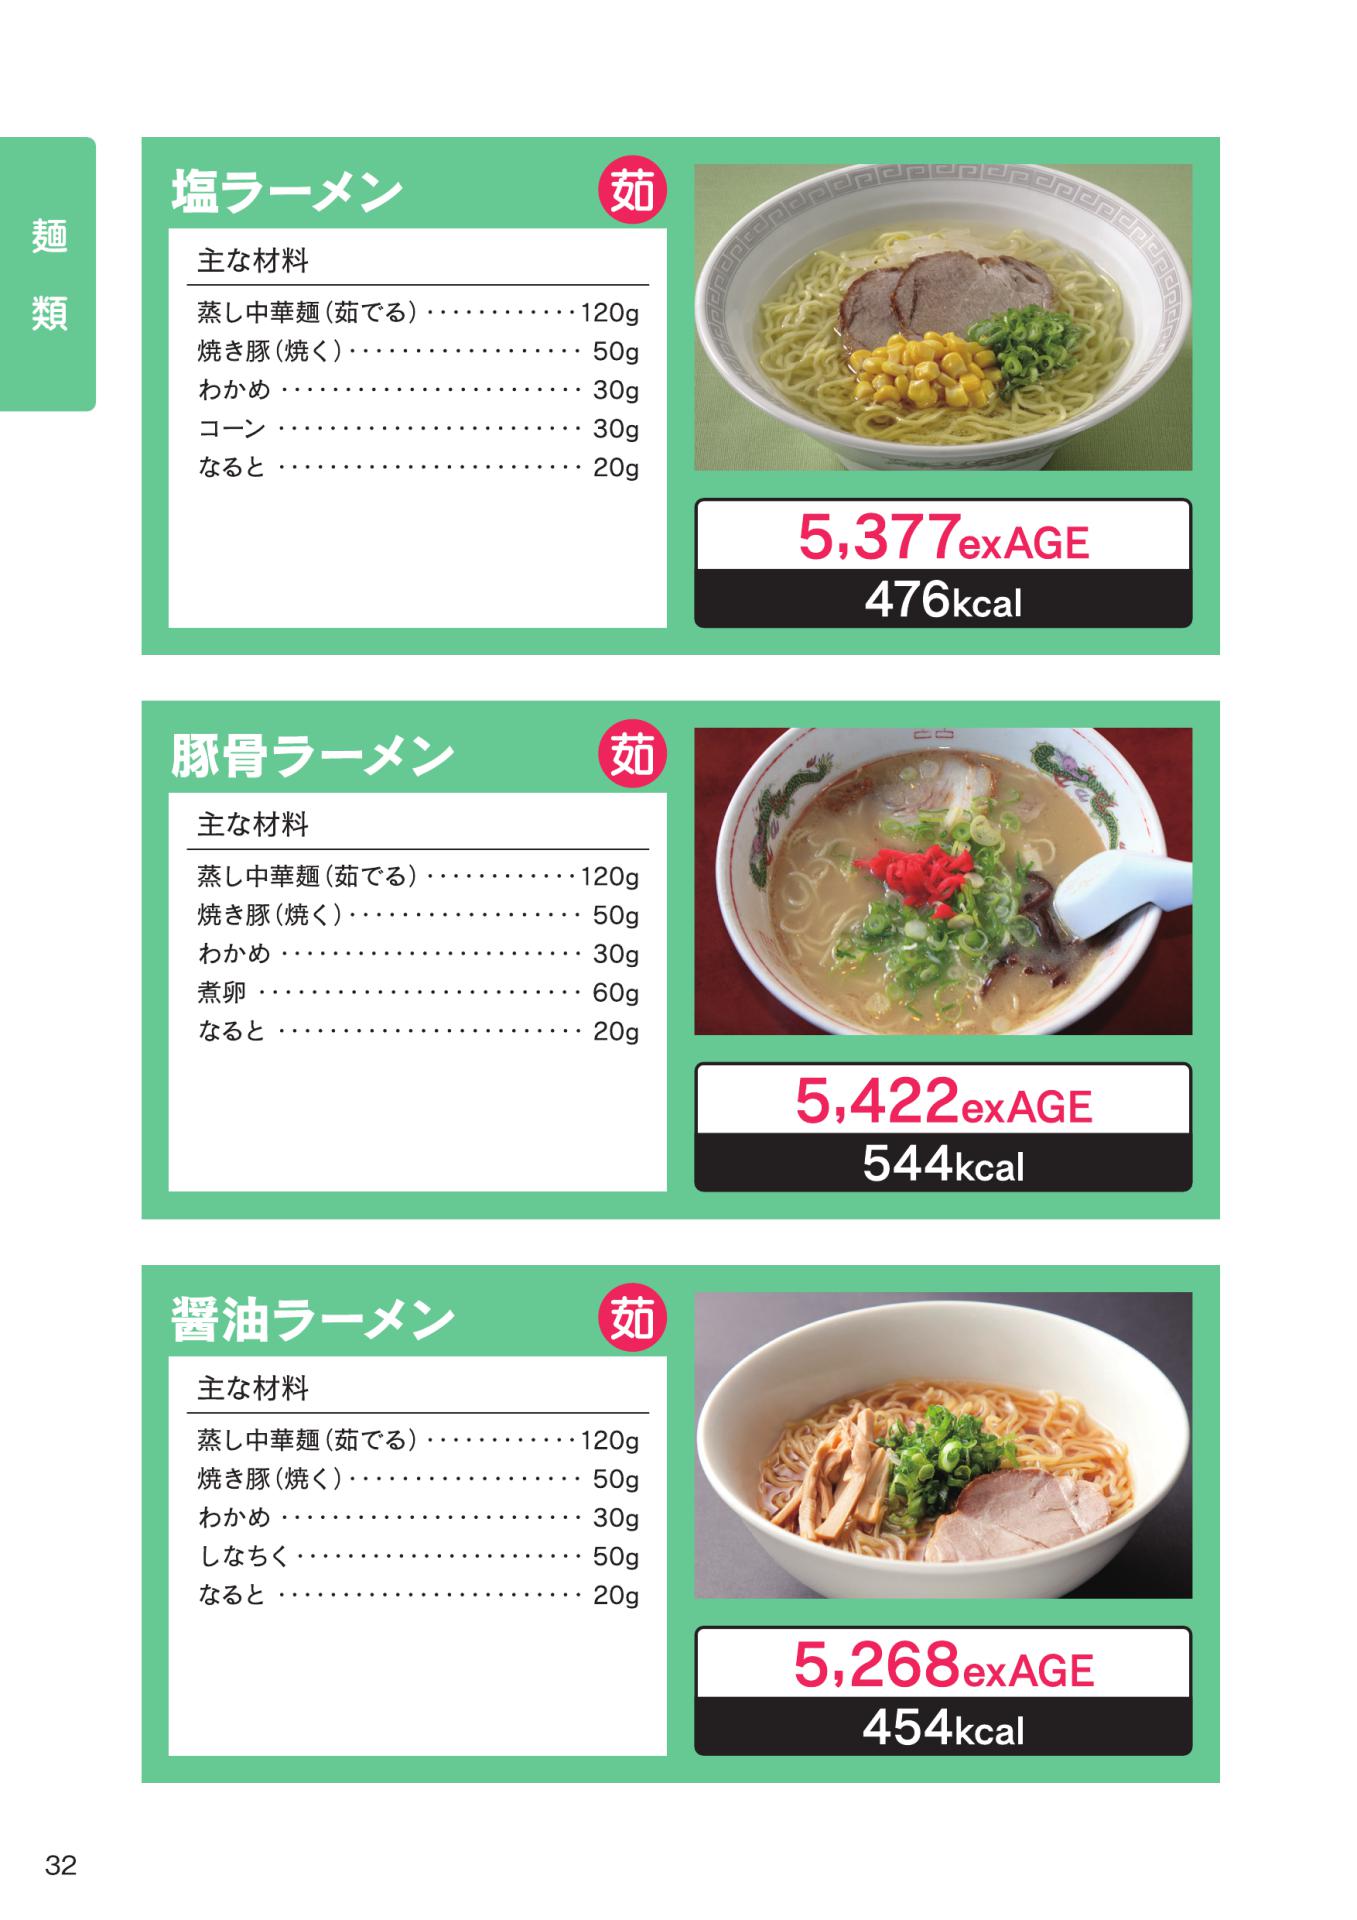 麺類
塩ラーメン 茹
主な材料
蒸し中華麺(茹でる)············120g
焼き豚(焼く)·················· 50g
わかめ ······················· 30g
コーン ······················· 30g
なると ······················· 20g
5,377exAGE
476kcal
豚骨ラーメン 茹
主な材料
蒸し中華麺(茹でる)············120g
焼き豚(焼く)·················· 50g
わかめ ······················· 30g
煮卵 ························· 60g
なると ······················· 20g
5,422exAGE
544kcal
醤油ラーメン 茹
主な材料
蒸し中華麺(茹でる)············120g
焼き豚(焼く)·················· 50g
わかめ ······················· 30g
しなちく······················ 50g
なると ······················· 20g
5,268exAGE
454kcal
32